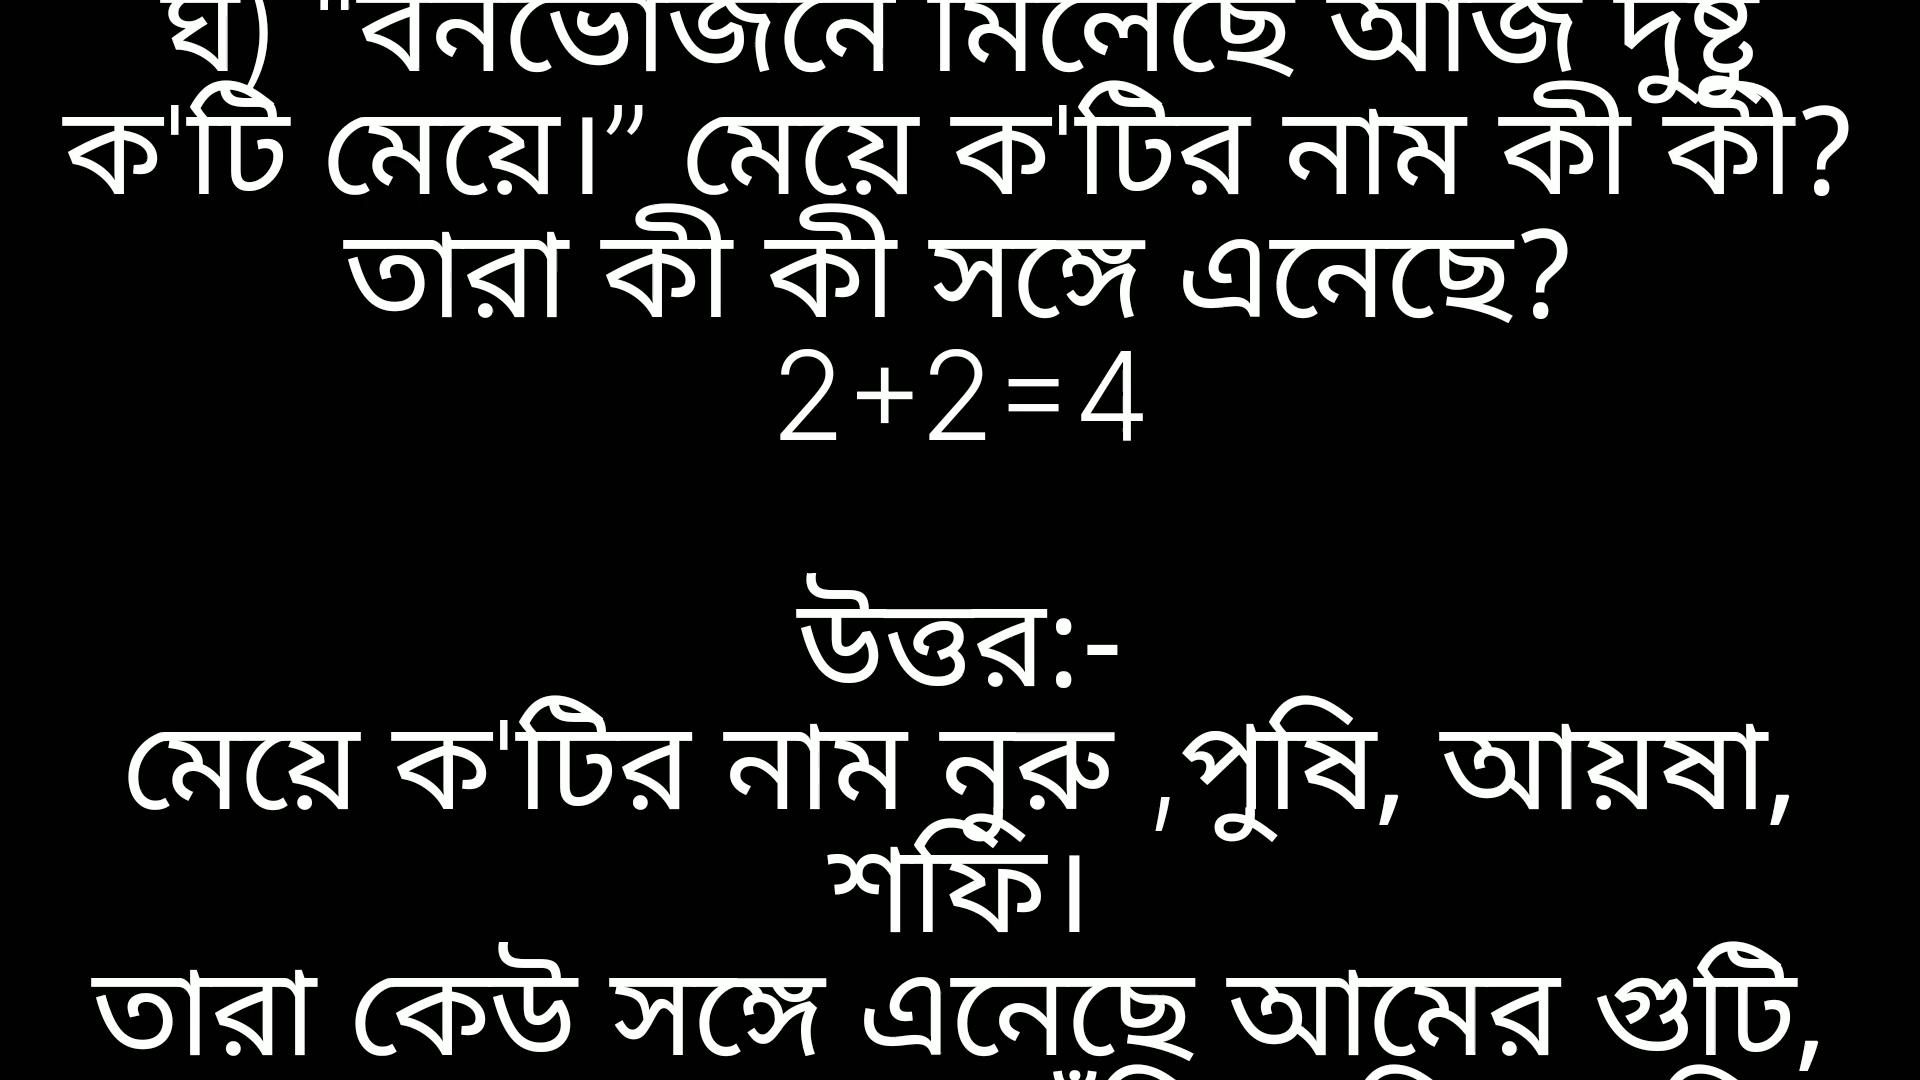 ঘ) "বনভোজনে মিলেছে আজ দুষ্টু
ক'টি মেয়ে।” মেয়ে ক'টির নাম কী কী?
তারা কী কী সঙ্গে এনেছে?
2+2=4
উত্তর:-
মেয়ে ক'টির নাম নুরু ,পুষি, আয়ষা,
শফি।
তারা কেউ সঙ্গে এনেছে আমের গুটি,